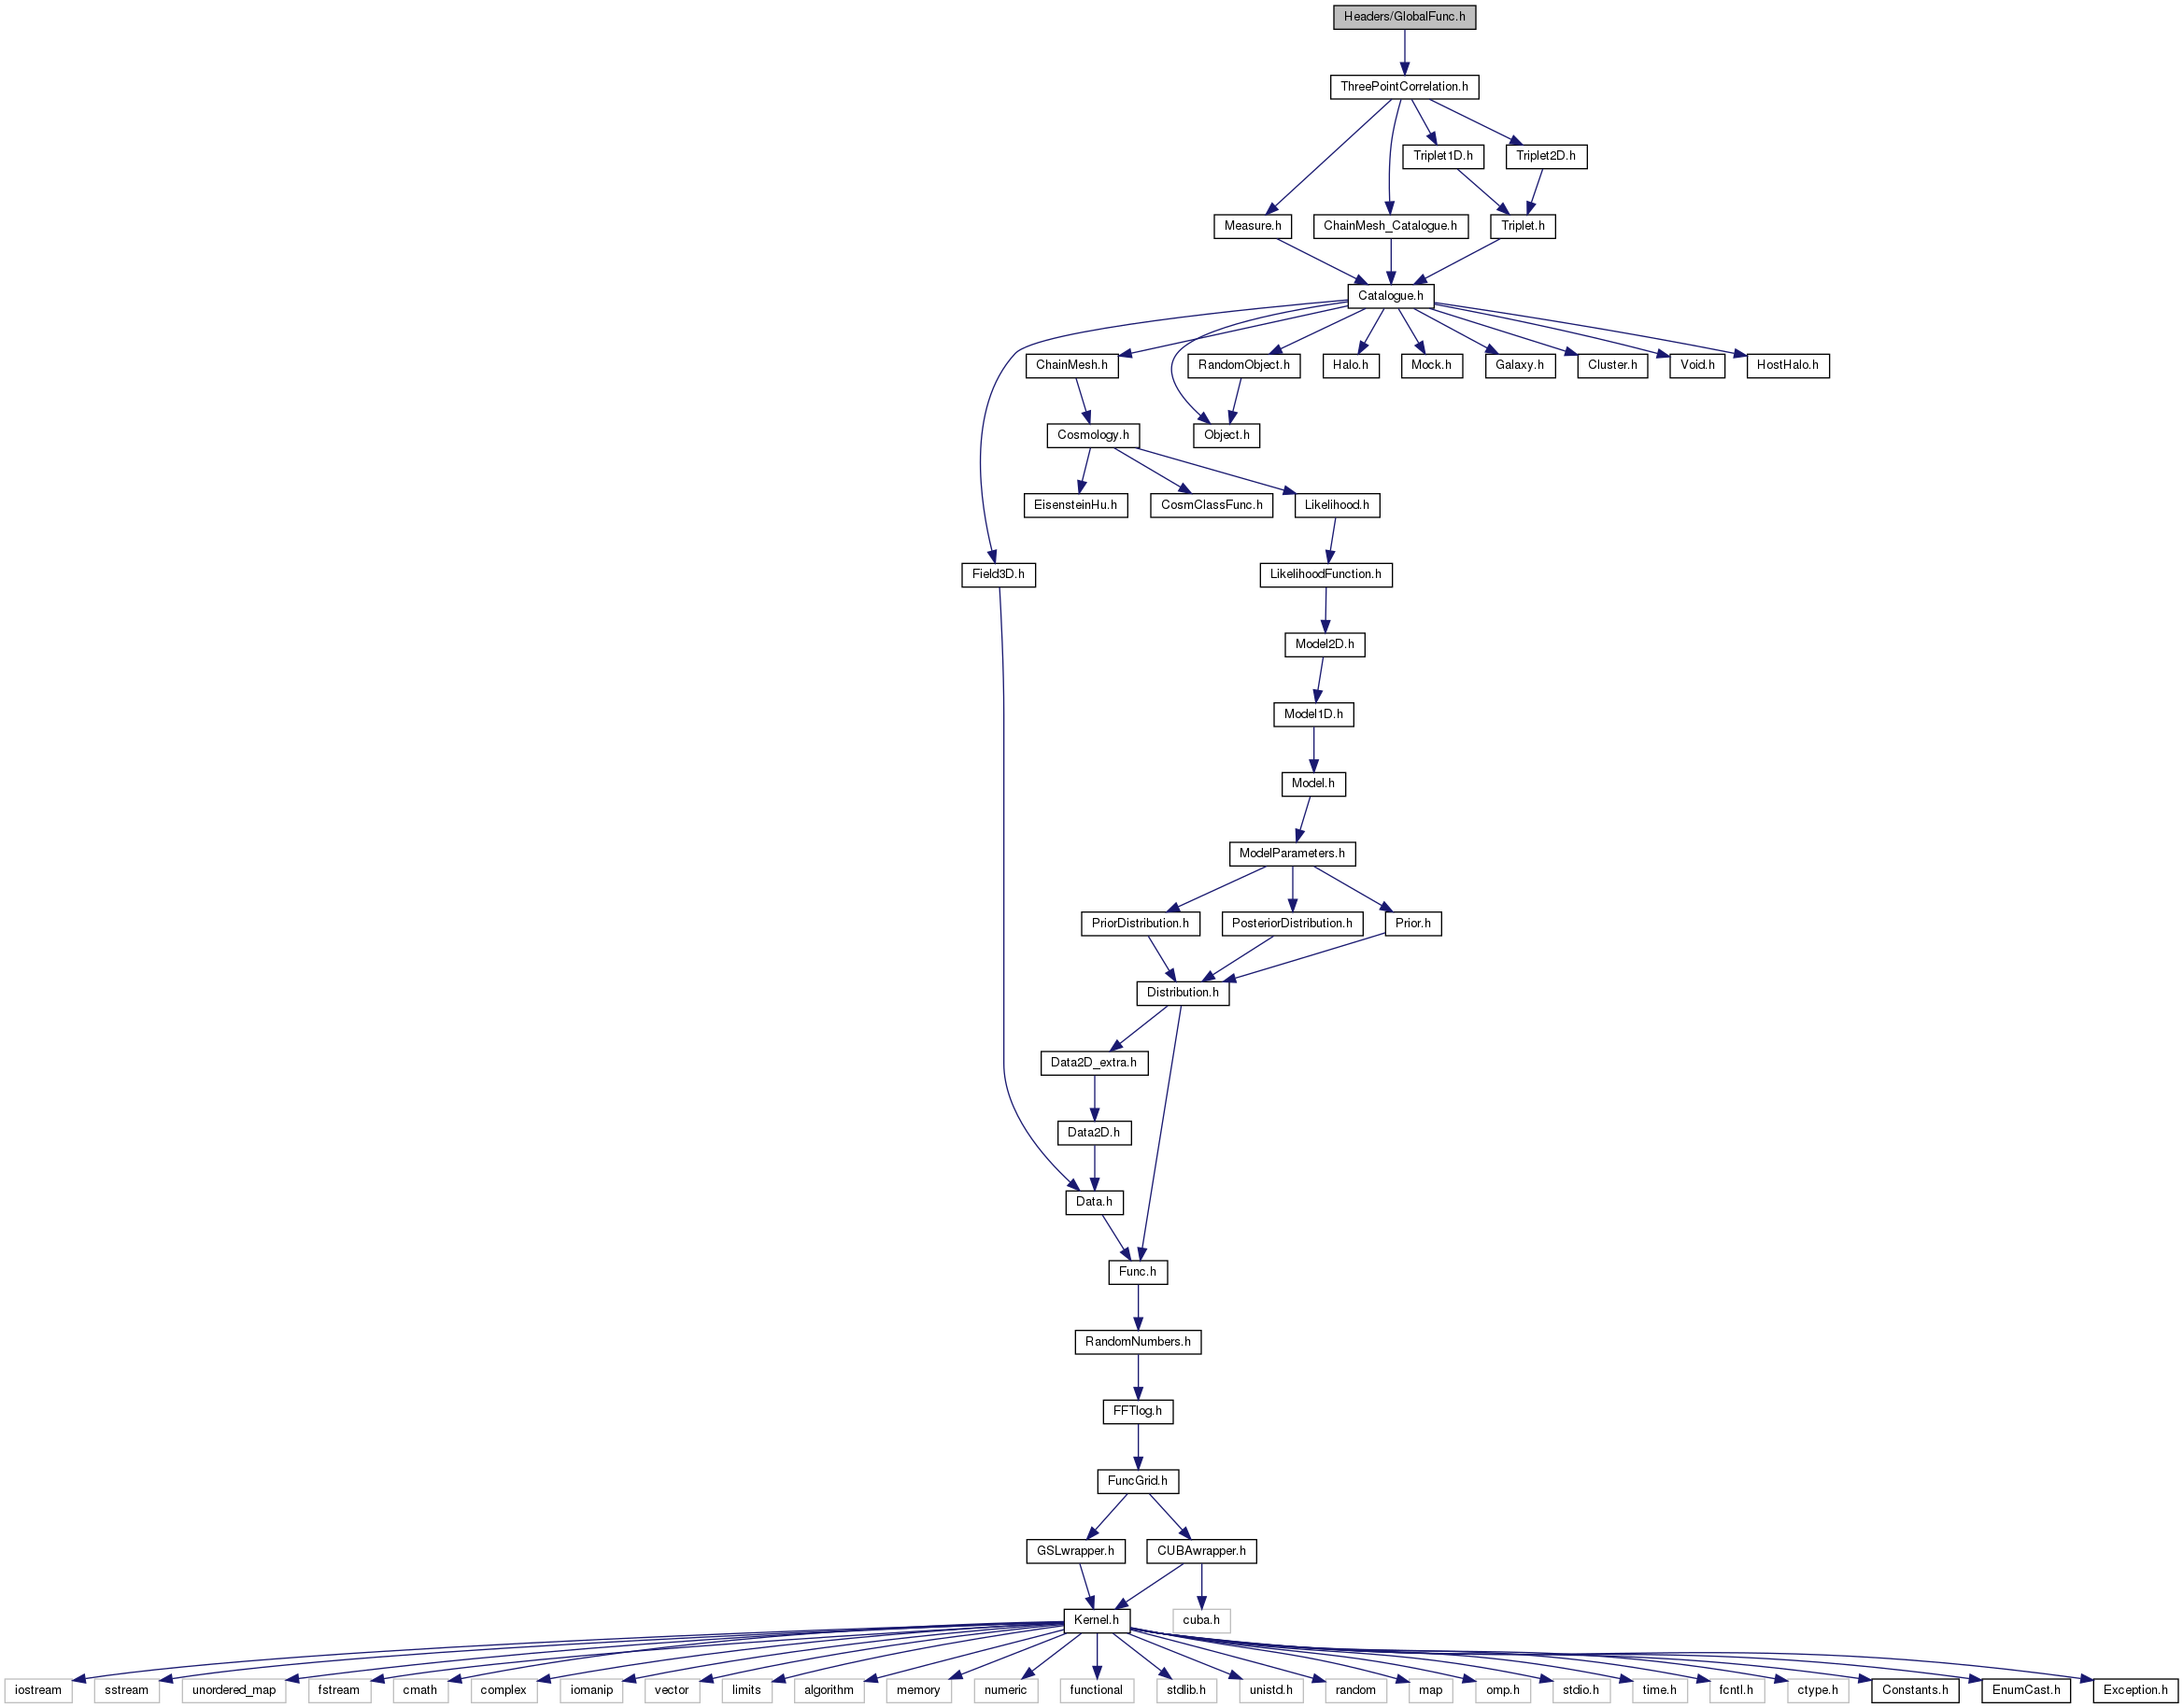 Headers/GlobalFunc.h
ThreePointCorrelation.h
Triplet1D.h
Triplet2D.h
Measure.h
ChainMesh_Catalogue.h
Triplet.h
Catalogue.h
ChainMesh.h
RandomObject.h
Halo.h
Mock.h
Galaxy.h
Cluster.h
Void.h
HostHalo.h
Cosmology.h
Object.h
EisensteinHu.h
CosmClassFunc.h
Likelihood.h
Field3D.h
LikelihoodFunction.h
Model2D.h
Model1D.h
Model.h
ModelParameters.h
PriorDistribution.h
PosteriorDistribution.h
Prior.h
Distribution.h
Data2D_extra.h
Data2D.h
Data.h
Func.h
RandomNumbers.h
FFTlog.h
FuncGrid.h
GSLwrapper.h
CUBAwrapper.h
Kernel.h
cuba.h
iostream
sstream
unordered_map
fstream
cmath
complex
iomanip
vector
limits
algorithm
memory
numeric
functional
stdlib.h
unistd.h
random
map
omp.h
stdio.h
time.h
fcntl.h
ctype.h
Constants.h
EnumCast.h
Exception.h